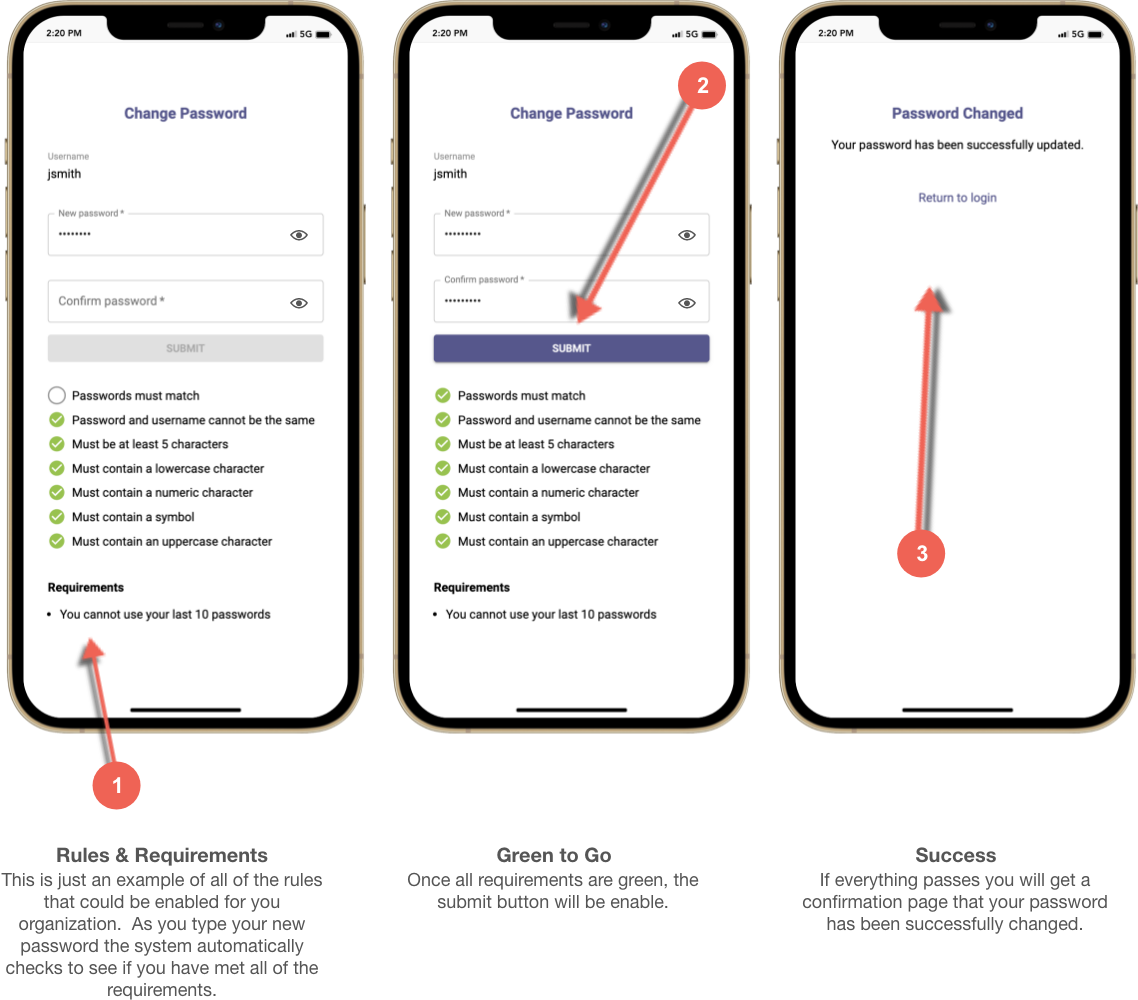 2:20 PM
5G
Change Password
Username
jsmith
New password *
••••••••
Confirm password *
SUBMIT
Passwords must match
Password and username cannot be the same
Must be at least 5 characters
Must contain a lowercase character
Must contain a numeric character
Must contain a symbol
Must contain an uppercase character
Requirements
• You cannot use your last 10 passwords
1
Rules & Requirements
This is just an example of all of the rules
that could be enabled for you
organization.  As you type your new
password the system automatically
checks to see if you have met all of the
requirements.
2:20 PM
5G
2
Change Password
Username
jsmith
New password *
•••••••••
Confirm password *
•••••••••
SUBMIT
Passwords must match
Password and username cannot be the same
Must be at least 5 characters
Must contain a lowercase character
Must contain a numeric character
Must contain a symbol
Must contain an uppercase character
Requirements
• You cannot use your last 10 passwords
Green to Go
Once all requirements are green, the
submit button will be enable.
2:20 PM
5G
Password Changed
Your password has been successfully updated.
Return to login
3
Success
If everything passes you will get a
confirmation page that your password
has been successfully changed.